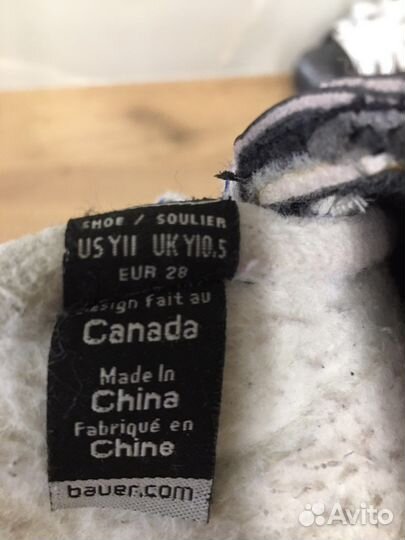 SHOE / SOULIER
US Y11 UK Y10.5
EUR 28
Design fait au
Canada
Made In
China
Fabriqué en
Chine
bauer.com
Avito